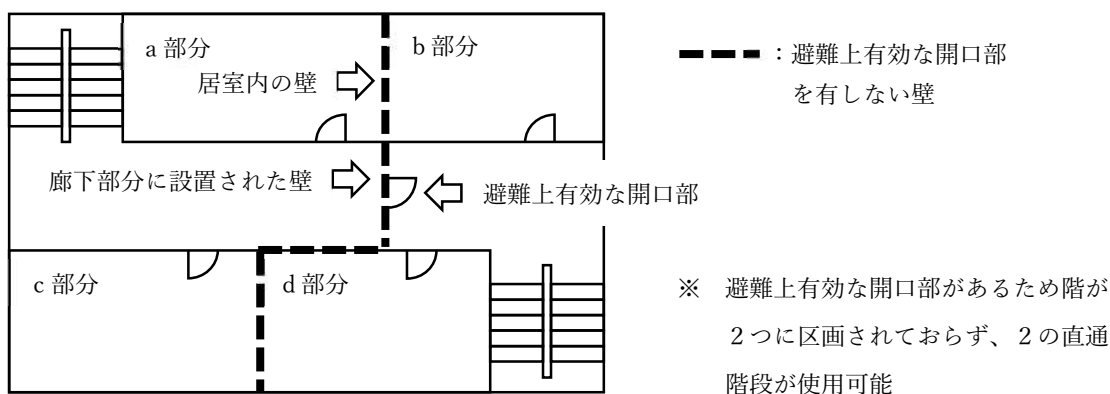 a 部分
b 部分
居室内の壁
：避難上有効な開口部
を有しない壁
廊下部分に設置された壁
避難上有効な開口部
c 部分
d 部分
※　避難上有効な開口部があるため階が
２つに区画されておらず、２の直通
階段が使用可能